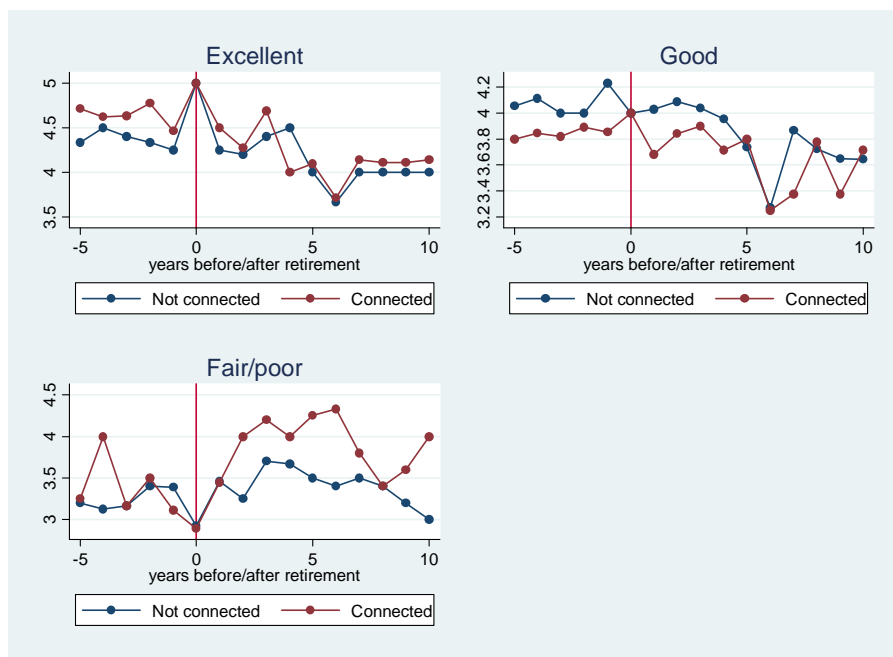 Excellent
5
4.5
4
3.5
-5 0 5 10
years before/after retirement
Not connected Connected
Good
4.2
4
3.8
3.6
3.4
3.2
-5 0 5 10
years before/after retirement
Not connected Connected
Fair/poor
4.5
4
3.5
3
-5 0 5 10
years before/after retirement
Not connected Connected